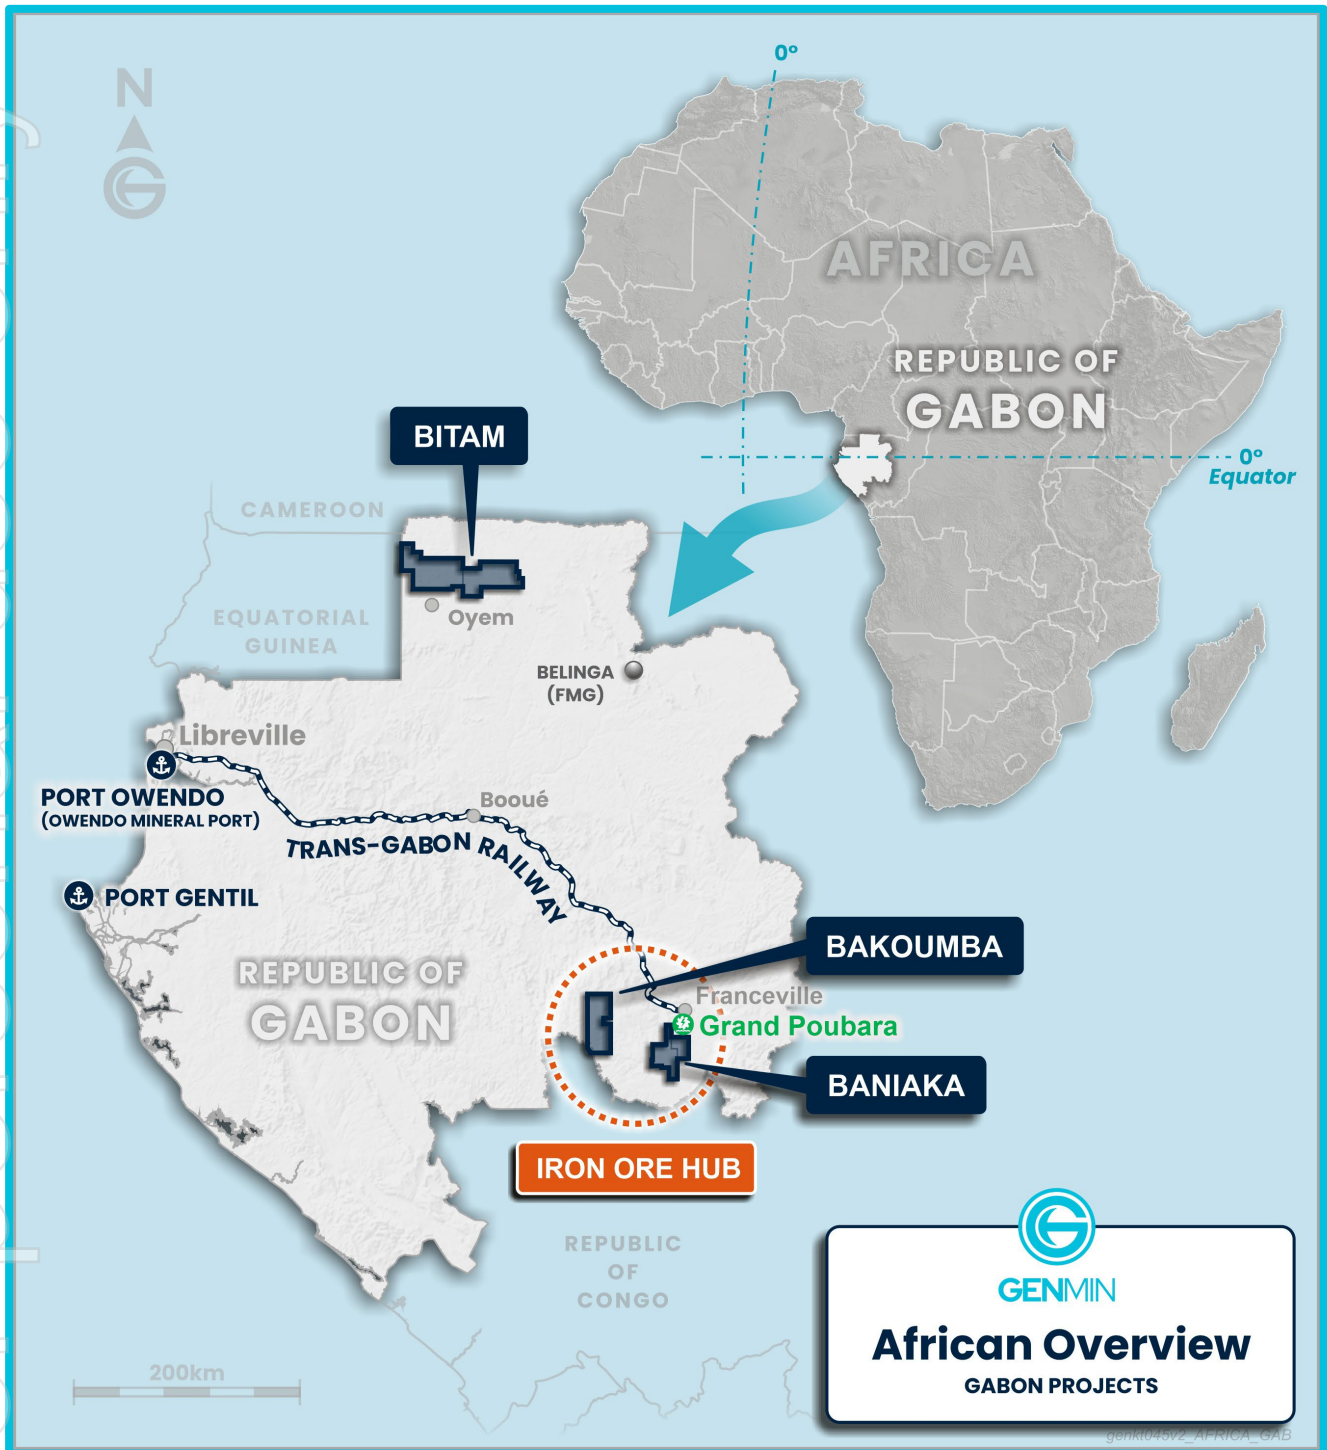 N
0°
AFRICA
REPUBLIC OF
GABON
0°
Equator
BITAM
CAMEROON
EQUATORIAL
GUINEA
Oyem
BELINGA
(FMG)
Libreville
PORT OWENDO
(OWENDO MINERAL PORT)
Booué
TRANS-GABON RAILWAY
PORT GENTIL
BAKOUMBA
REPUBLIC OF
GABON
Franceville
Grand Poubara
BANIAKA
IRON ORE HUB
REPUBLIC
OF
CONGO
200km
GENMIN
African Overview
GABON PROJECTS
genkt045v2_AFRICA_GAB